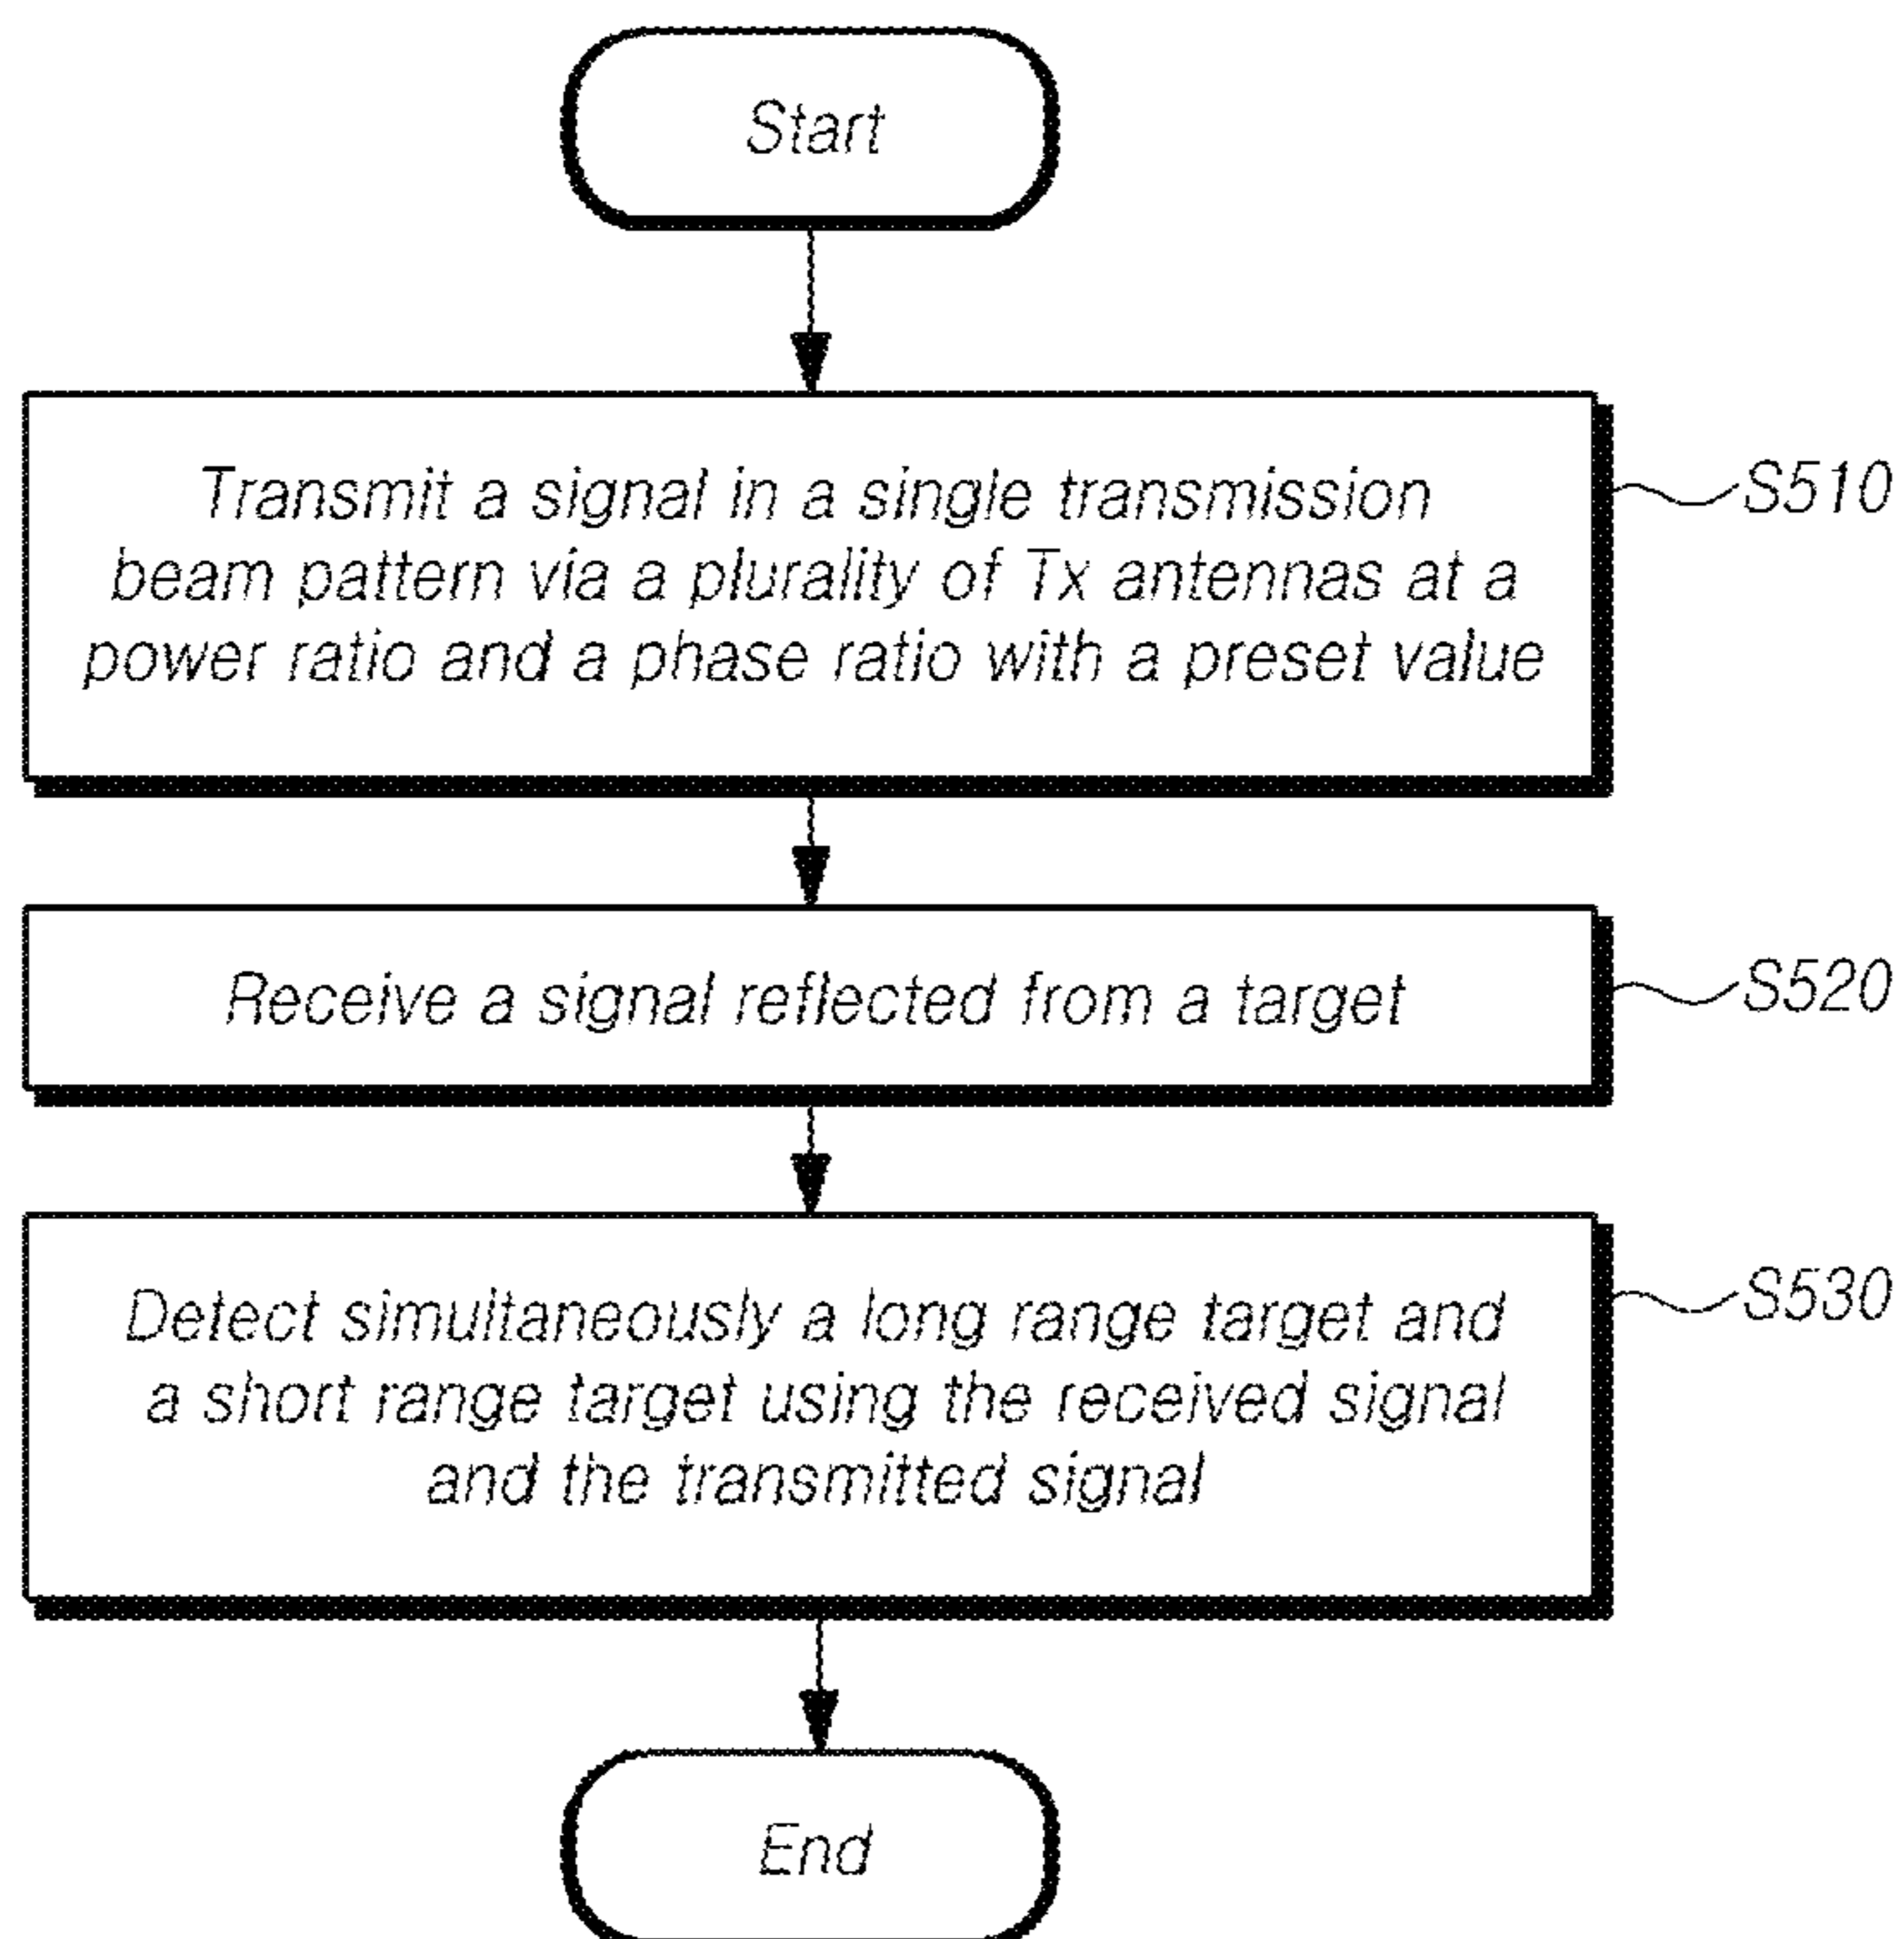 Start
Transmit a signal in a single transmission
beam pattern via a plurality of Tx antennas at a
power ratio and a phase ratio with a preset value
S510
Receive a signal reflected from a target
S520
Detect simultaneously a long range target and
a short range target using the received signal
and the transmitted signal
S530
End